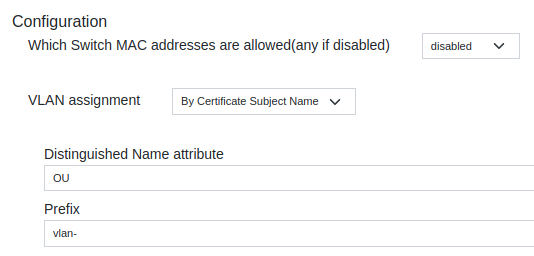 Configuration
Which Switch MAC addresses are allowed(any if disabled) disabled
VLAN assignment By Certificate Subject Name
Distinguished Name attribute
OU
Prefix
vlan-